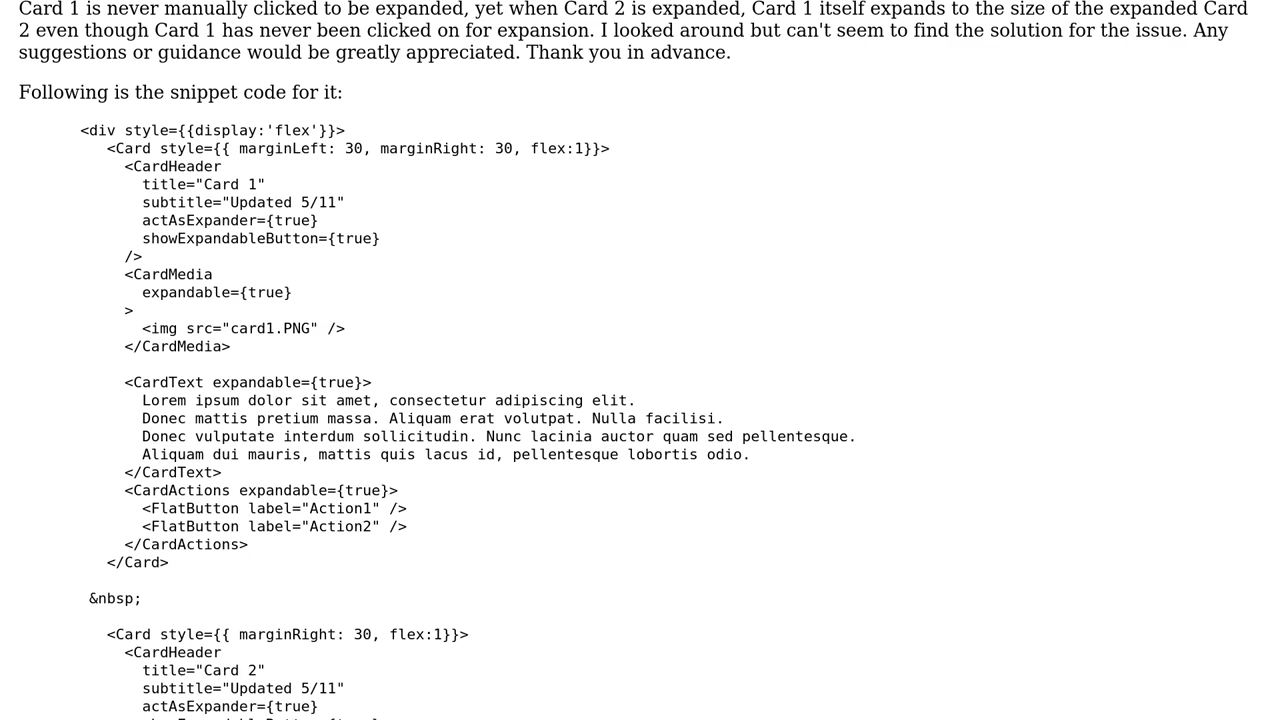 Card 1 is never manually clicked to be expanded, yet when Card 2 is expanded, Card 1 itself expands to the size of the expanded Card
2 even though Card 1 has never been clicked on for expansion. I looked around but can't seem to find the solution for the issue. Any
suggestions or guidance would be greatly appreciated. Thank you in advance.
Following is the snippet code for it:
<div style={{display:'flex'}}>
<Card style={{ marginLeft: 30, marginRight: 30, flex:1}}>
<CardHeader
title="Card 1"
subtitle="Updated 5/11"
actAsExpander={true}
showExpandableButton={true}
/>
<CardMedia
expandable={true}
>
<img src="card1.PNG" />
</CardMedia>
<CardText expandable={true}>
Lorem ipsum dolor sit amet, consectetur adipiscing elit.
Donec mattis pretium massa. Aliquam erat volutpat. Nulla facilisi.
Donec vulputate interdum sollicitudin. Nunc lacinia auctor quam sed pellentesque.
Aliquam dui mauris, mattis quis lacus id, pellentesque lobortis odio.
</CardText>
<CardActions expandable={true}>
<FlatButton label="Action1" />
<FlatButton label="Action2" />
</CardActions>
</Card>
&nbsp;
<Card style={{ marginRight: 30, flex:1}}>
<CardHeader
title="Card 2"
subtitle="Updated 5/11"
actAsExpander={true}